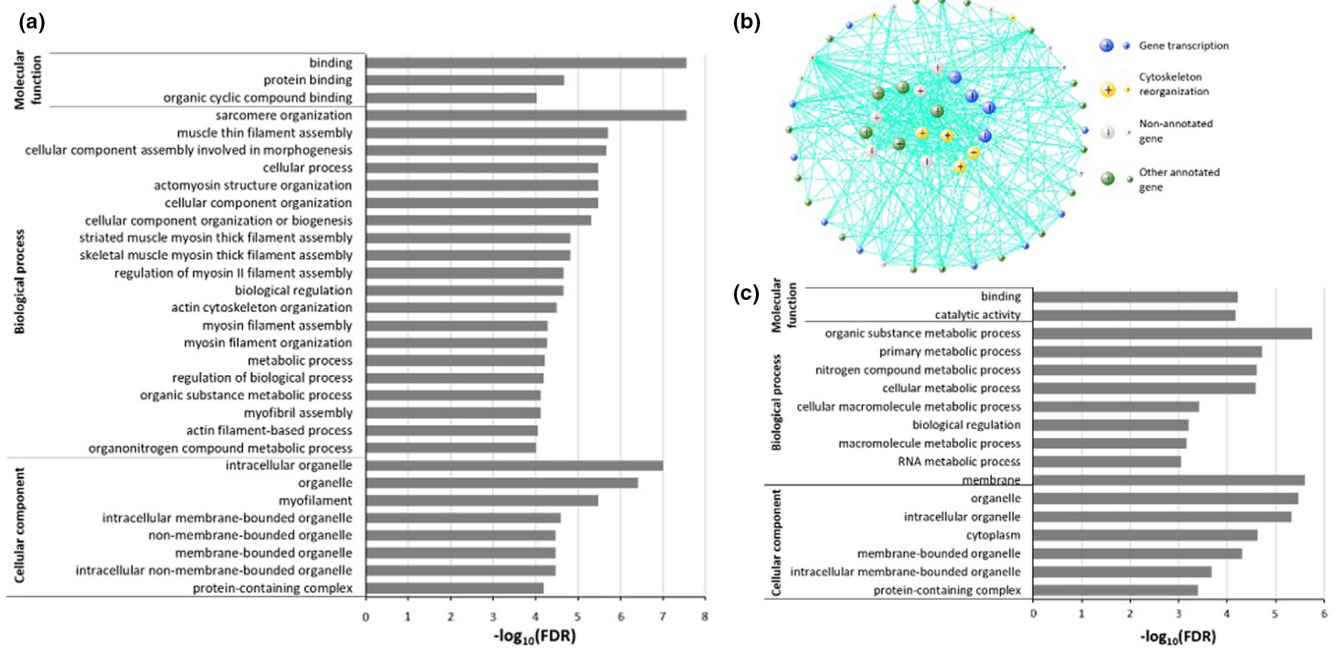 (a)
Molecular
function
binding
protein binding
organic cyclic compound binding
Biological process
sarcomere organization
muscle thin filament assembly
cellular component assembly involved in morphogenesis
cellular process
actomyosin structure organization
cellular component organization
cellular component organization or biogenesis
striated muscle myosin thick filament assembly
skeletal muscle myosin thick filament assembly
regulation of myosin II filament assembly
biological regulation
actin cytoskeleton organization
myosin filament assembly
myosin filament organization
metabolic process
regulation of biological process
organic substance metabolic process
myofibril assembly
actin filament-based process
organonitrogen compound metabolic process
Cellular component
intracellular organelle
organelle
myofilament
intracellular membrane-bounded organelle
non-membrane-bounded organelle
membrane-bounded organelle
intracellular non-membrane-bounded organelle
protein-containing complex
0 1 2 3 4 5 6 7 8
-log10(FDR)
(b)
Gene transcription
Cytoskeleton
reorganization
Non-annotated
gene
Other annotated
gene
(c)
Molecular
function
binding
catalytic activity
Biological process
organic substance metabolic process
primary metabolic process
nitrogen compound metabolic process
cellular metabolic process
cellular macromolecule metabolic process
biological regulation
macromolecule metabolic process
RNA metabolic process
membrane
Cellular component
organelle
intracellular organelle
cytoplasm
membrane-bounded organelle
intracellular membrane-bounded organelle
protein-containing complex
0 1 2 3 4 5 6
-log10(FDR)